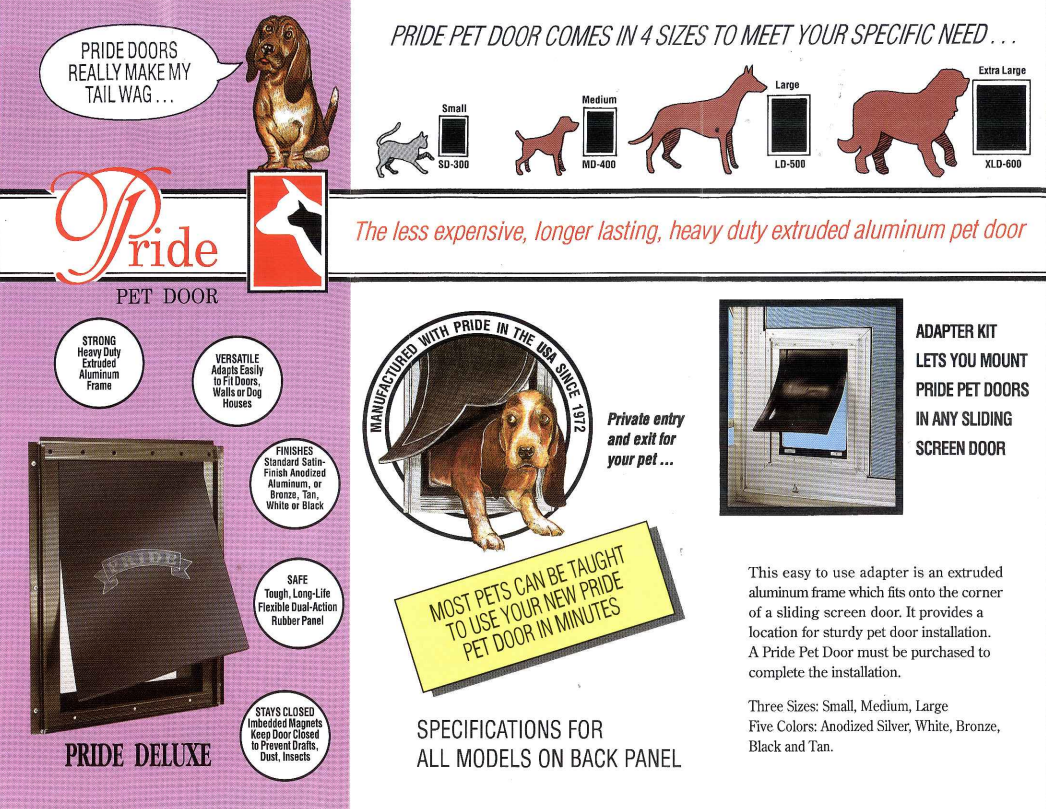 PRIDE DOORS
REALLY MAKE MY
TAIL WAG . . .
Pride
PET DOOR
STRONG
Heavy Duty
Extruded
Aluminum
Frame
VERSATILE
Adapts Easily
to Fit Doors,
Walls or Dog
Houses
FINISHES
Standard Satin-
Finish Anodized
Aluminum, or
Bronze, Tan,
White or Black
SAFE
Tough, Long-Life
Flexible Dual-Action
Rubber Panel
STAYS CLOSED
Imbedded Magnets
Keep Door Closed
to Prevent Drafts,
Dust, Insects
PRIDE
PRIDE DELUXE
PRIDE PET DOOR COMES IN 4 SIZES TO MEET YOUR SPECIFIC NEED . . .
Small
SD-300
Medium
MD-400
Large
LD-500
Extra Large
XLD-600
The less expensive, longer lasting, heavy duty extruded aluminum pet door
MANUFACTURED WITH PRIDE IN THE USA SINCE 1972
Private entry
and exit for
your pet . . .
MOST PETS CAN BE TAUGHT
TO USE YOUR NEW PRIDE
PET DOOR IN MINUTES
SPECIFICATIONS FOR
ALL MODELS ON BACK PANEL
ADAPTER KIT
LETS YOU MOUNT
PRIDE PET DOORS
IN ANY SLIDING
SCREEN DOOR
This easy to use adapter is an extruded
aluminum frame which fits onto the corner
of a sliding screen door. It provides a
location for sturdy pet door installation.
A Pride Pet Door must be purchased to
complete the installation.
Three Sizes: Small, Medium, Large
Five Colors: Anodized Silver, White, Bronze,
Black and Tan.